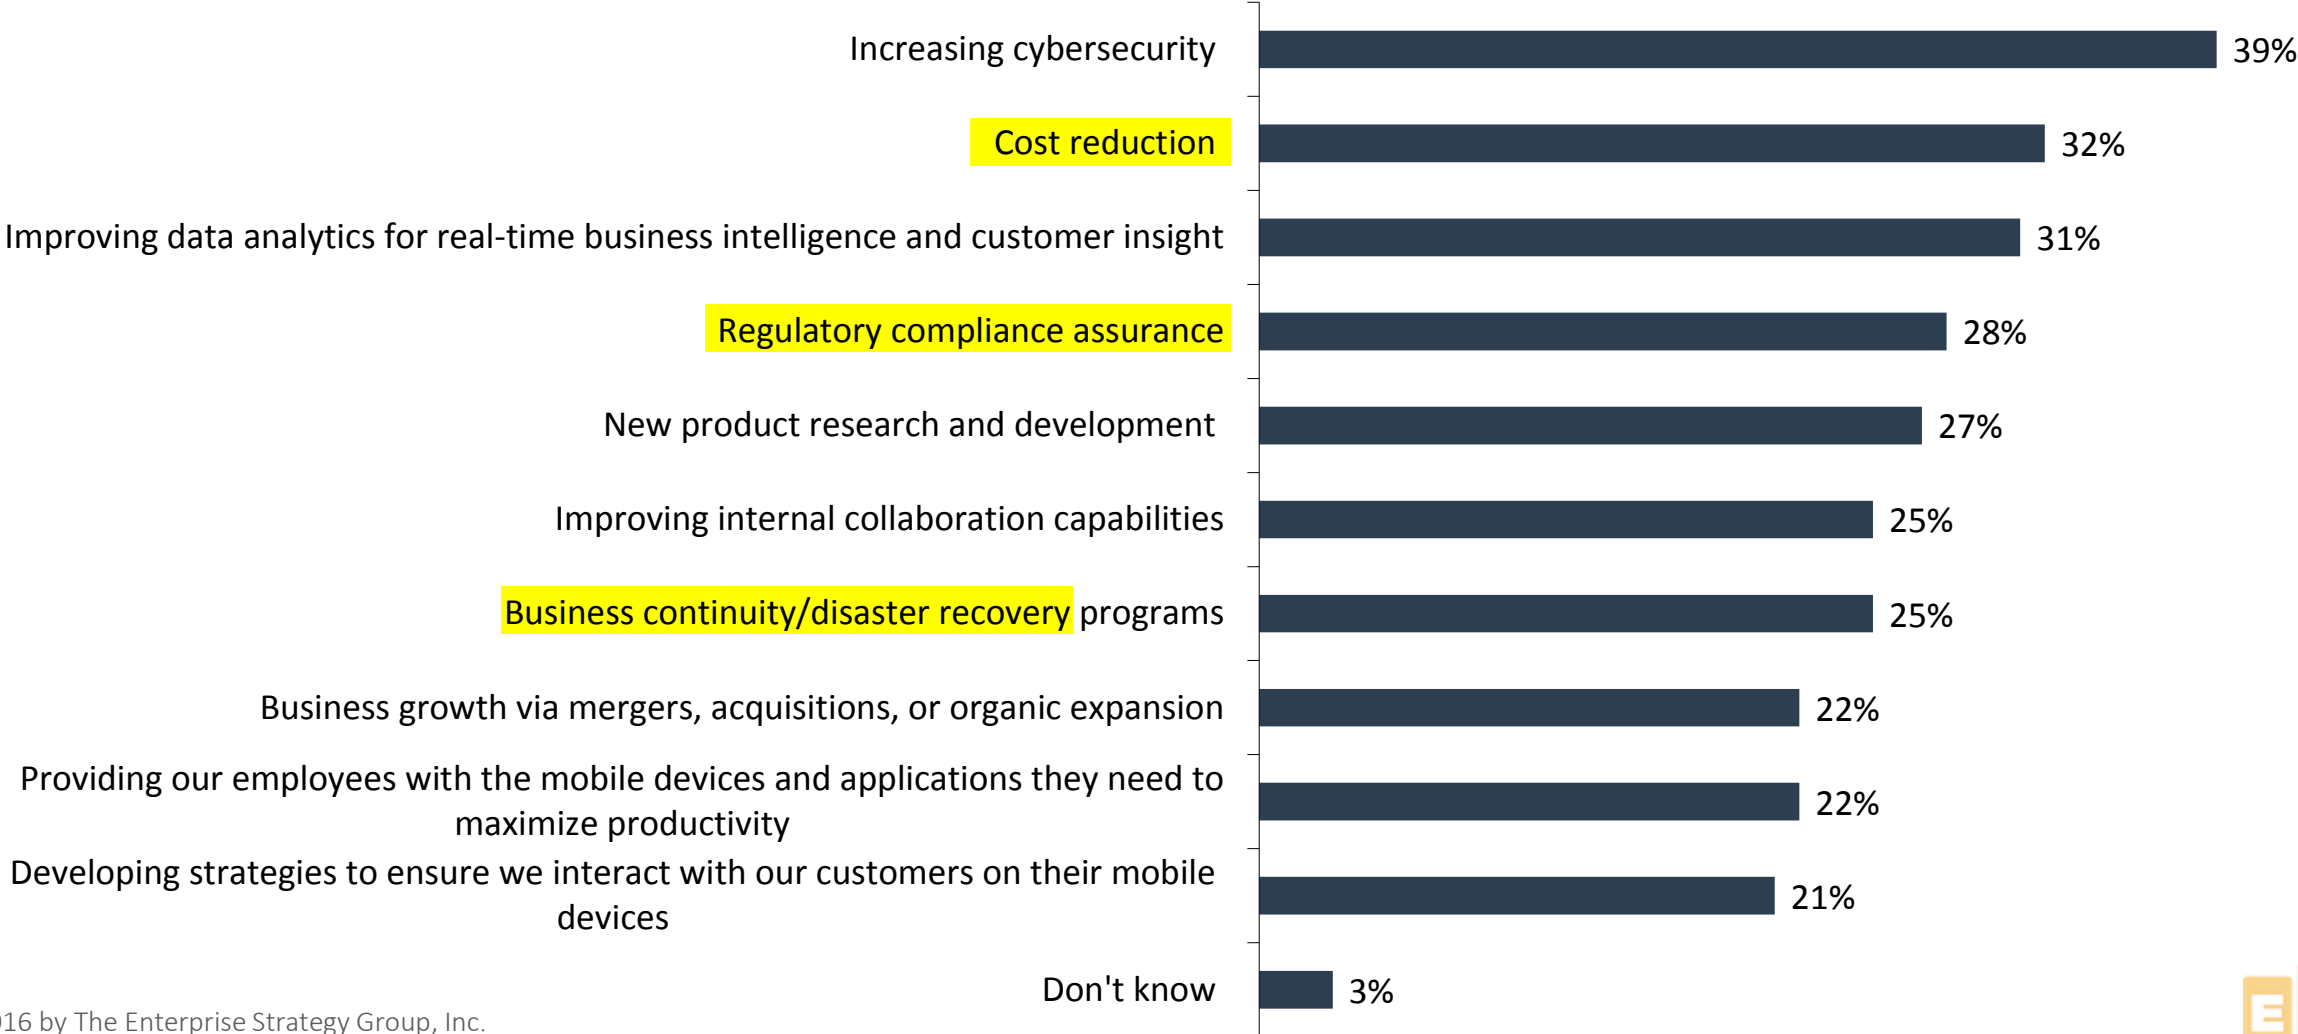 Increasing cybersecurity 39%
Cost reduction 32%
Improving data analytics for real-time business intelligence and customer insight 31%
Regulatory compliance assurance 28%
New product research and development 27%
Improving internal collaboration capabilities 25%
Business continuity/disaster recovery programs 25%
Business growth via mergers, acquisitions, or organic expansion 22%
Providing our employees with the mobile devices and applications they need to
maximize productivity 22%
Developing strategies to ensure we interact with our customers on their mobile
devices 21%
Don't know 3%
16 by The Enterprise Strategy Group, Inc.
E